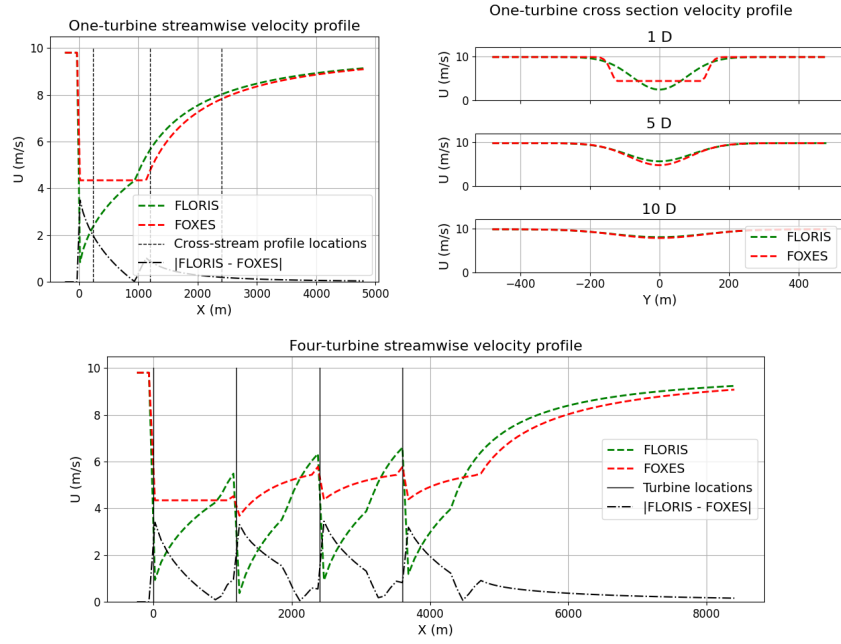 One-turbine streamwise velocity profile
10
8
6
4
2
0
U (m/s)
FLORIS
FOXES
Cross-stream profile locations
|FLORIS - FOXES|
0
1000
2000
3000
4000
5000
X (m)
One-turbine cross section velocity profile
1 D
10
0
U (m/s)
5 D
10
0
U (m/s)
10 D
10
0
U (m/s)
FLORIS
FOXES
−400
−200
0
200
400
Y (m)
Four-turbine streamwise velocity profile
10
8
6
4
2
0
U (m/s)
FLORIS
FOXES
Turbine locations
|FLORIS - FOXES|
0
2000
4000
6000
8000
X (m)